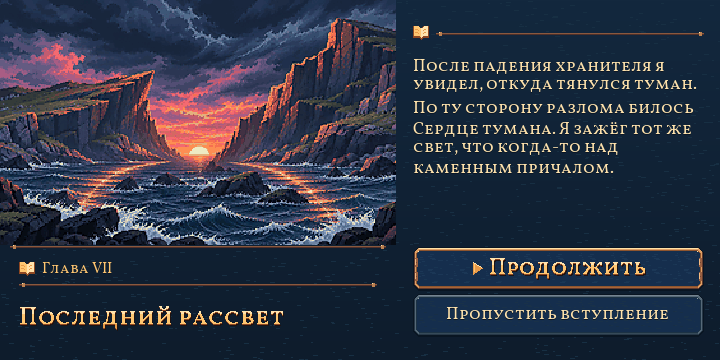 Глава VII
Последний рассвет
После падения хранителя я
увидел, откуда тянулся туман.
По ту сторону разлома билось
Сердце тумана. Я зажёг тот же
свет, что когда-то над
каменным причалом.
Продолжить
Пропустить вступление